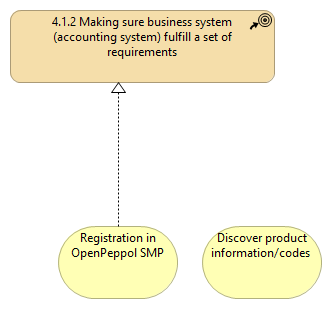 4.1.2 Making sure business system
(accounting system) fulfill a set of
requirements
Registration in
OpenPeppol SMP
Discover product
information/codes